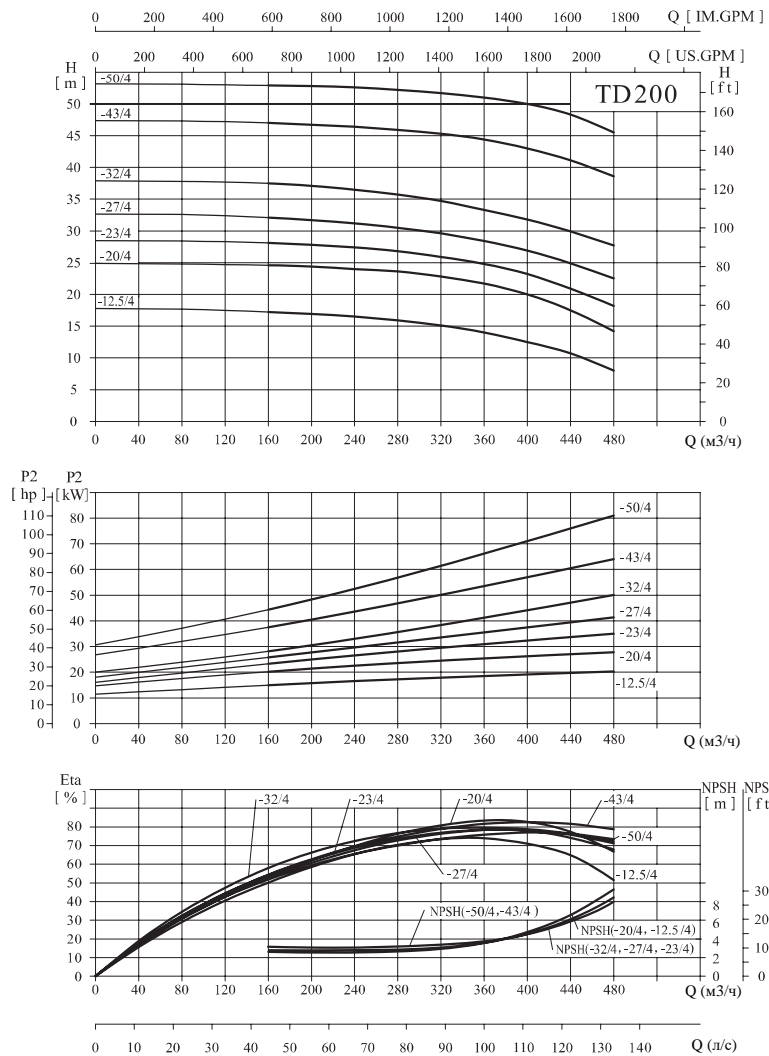 0 200 400 600 800 1000 1200 1400 1600 1800 Q [ IM.GPM ]
0 200 400 600 800 1000 1200 1400 1600 1800 2000 Q [ US.GPM ]
H
[ m ]
H
[ f t ]
TD200
-50/4
-43/4
-32/4
-27/4
-23/4
-20/4
-12.5/4
50
45
40
35
30
25
20
15
10
5
0
160
140
120
100
80
60
40
20
0
0 40 80 120 160 200 240 280 320 360 400 440 480
Q (м3/ч)
P2
[ hp ]
P2
[ kW]
110
100
90
80
70
60
50
40
30
20
10
0
80
70
60
50
40
30
20
10
0
-50/4
-43/4
-32/4
-27/4
-23/4
-20/4
-12.5/4
0 40 80 120 160 200 240 280 320 360 400 440 480
Q (м3/ч)
Eta
[ % ]
NPSH
[ m ]
NPS
[ f t
80
70
60
50
40
30
20
10
0
-32/4
-23/4
-20/4
-43/4
-50/4
-27/4
-12.5/4
NPSH(-50/4,-43/4 )
NPSH(-20/4, -12.5/4)
NPSH(-32/4, -27/4, -23/4)
8
6
4
2
0
30
20
10
0
0 40 80 120 160 200 240 280 320 360 400 440 480
Q (м3/ч)
0 10 20 30 40 50 60 70 80 90 100 110 120 130 140 Q (л/с)